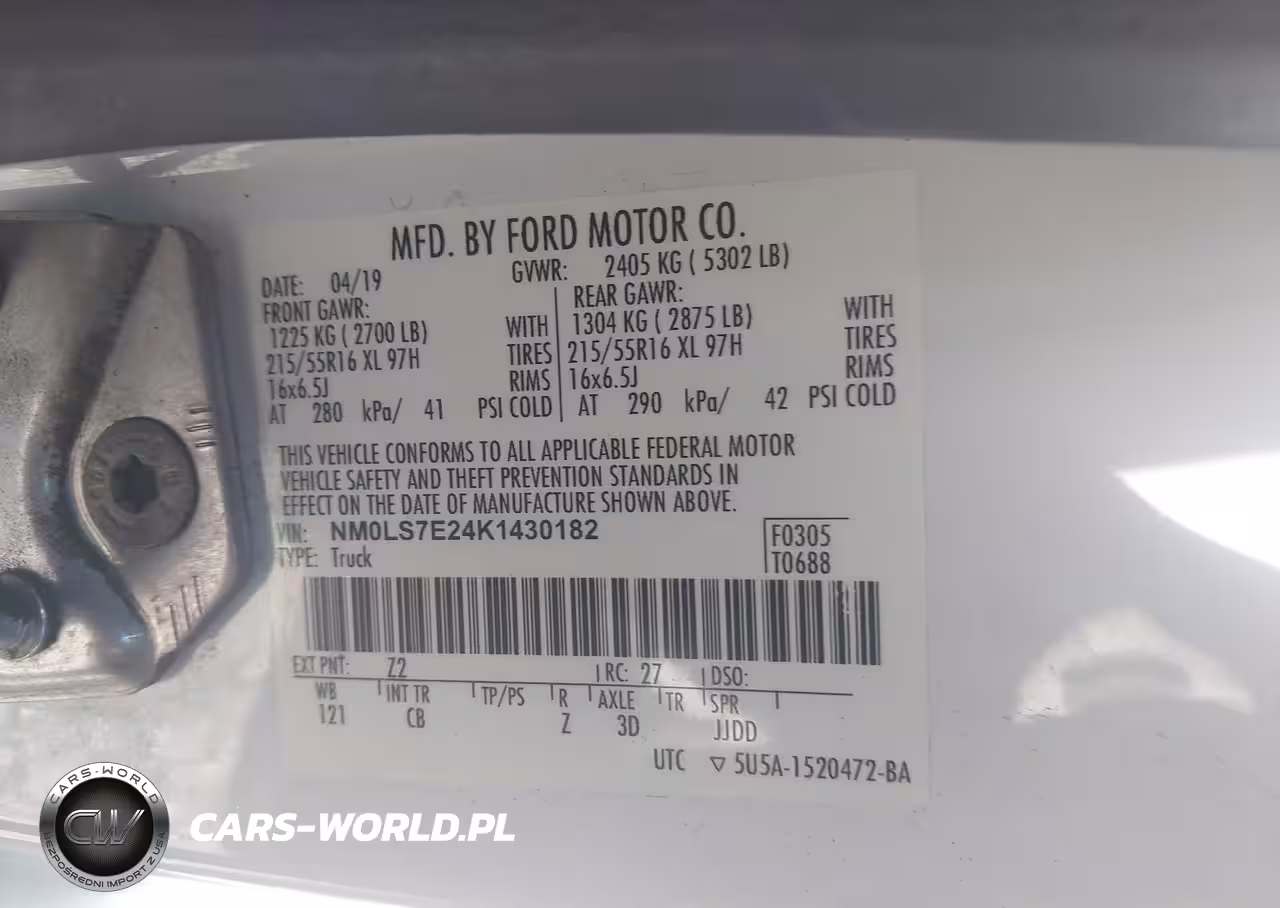 MFD. BY FORD MOTOR CO.
DATE: 04/19 GVWR: 2405 KG ( 5302 LB)
FRONT GAWR: REAR GAWR:
1225 KG ( 2700 LB) WITH 1304 KG ( 2875 LB) WITH
215/55R16 XL 97H TIRES 215/55R16 XL 97H TIRES
16x6.5J RIMS 16x6.5J RIMS
AT 280 kPa/ 41 PSI COLD AT 290 kPa/ 42 PSI COLD
THIS VEHICLE CONFORMS TO ALL APPLICABLE FEDERAL MOTOR
VEHICLE SAFETY AND THEFT PREVENTION STANDARDS IN
EFFECT ON THE DATE OF MANUFACTURE SHOWN ABOVE.
VIN: NM0LS7E24K1430182 F0305
TYPE: Truck T0688
EXT PNT: Z2 RC: 27 DSO:
WB INT TR TP/PS R AXLE TR SPR
121 CB Z 3D JJDD
UTC ▽ 5U5A-1520472-BA
CARS-WORLD
CW
BEZPOŚREDNI IMPORT Z USA
CARS-WORLD.PL